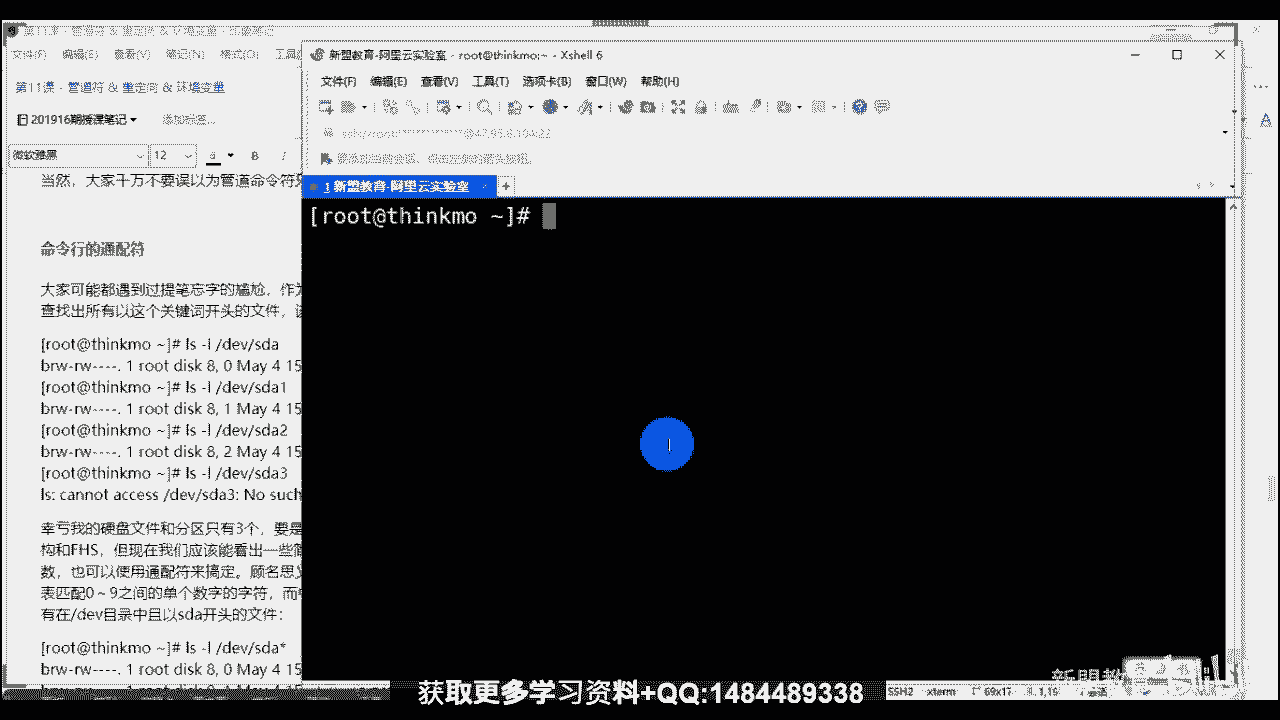 文件(F) 编辑(E) 查看(V) 笔记(N) 格式(O) 工具
第11课 - 管道符 & 重定向 & 环境变量
201916期授课笔记
添加标签...
微软雅黑 12 a B I
当然，大家千万不要误以为管道命令符只
命令行的通配符
大家可能都遇到过提笔忘字的尴尬，作为
查找出所有以这个关键词开头的文件，该
[root@thinkmo ~]# ls -l /dev/sda
brw-rw----. 1 root disk 8, 0 May 4 15
[root@thinkmo ~]# ls -l /dev/sda1
brw-rw----. 1 root disk 8, 1 May 4 15
[root@thinkmo ~]# ls -l /dev/sda2
brw-rw----. 1 root disk 8, 2 May 4 15
[root@thinkmo ~]# ls -l /dev/sda3
ls: cannot access /dev/sda3: No such
幸亏我的硬盘文件和分区只有3个，要是
构和FHS，但现在我们应该能看出一些简
数，也可以使用通配符来搞定。顾名思义
表匹配0～9之间的单个数字的字符，而
有在/dev目录中且以sda开头的文件：
[root@thinkmo ~]# ls -l /dev/sda*
brw-rw----. 1 root disk 8, 0 May 4 15
新盟教育-阿里云实验室 - root@thinkmo:~ - Xshell 6
文件(F) 编辑(E) 查看(V) 工具(T) 选项卡(B) 窗口(W) 帮助(H)
1 新盟教育-阿里云实验室
[root@thinkmo ~]#
获取更多学习资料+QQ:1484489338
SSH2 xterm 69x17 1,19